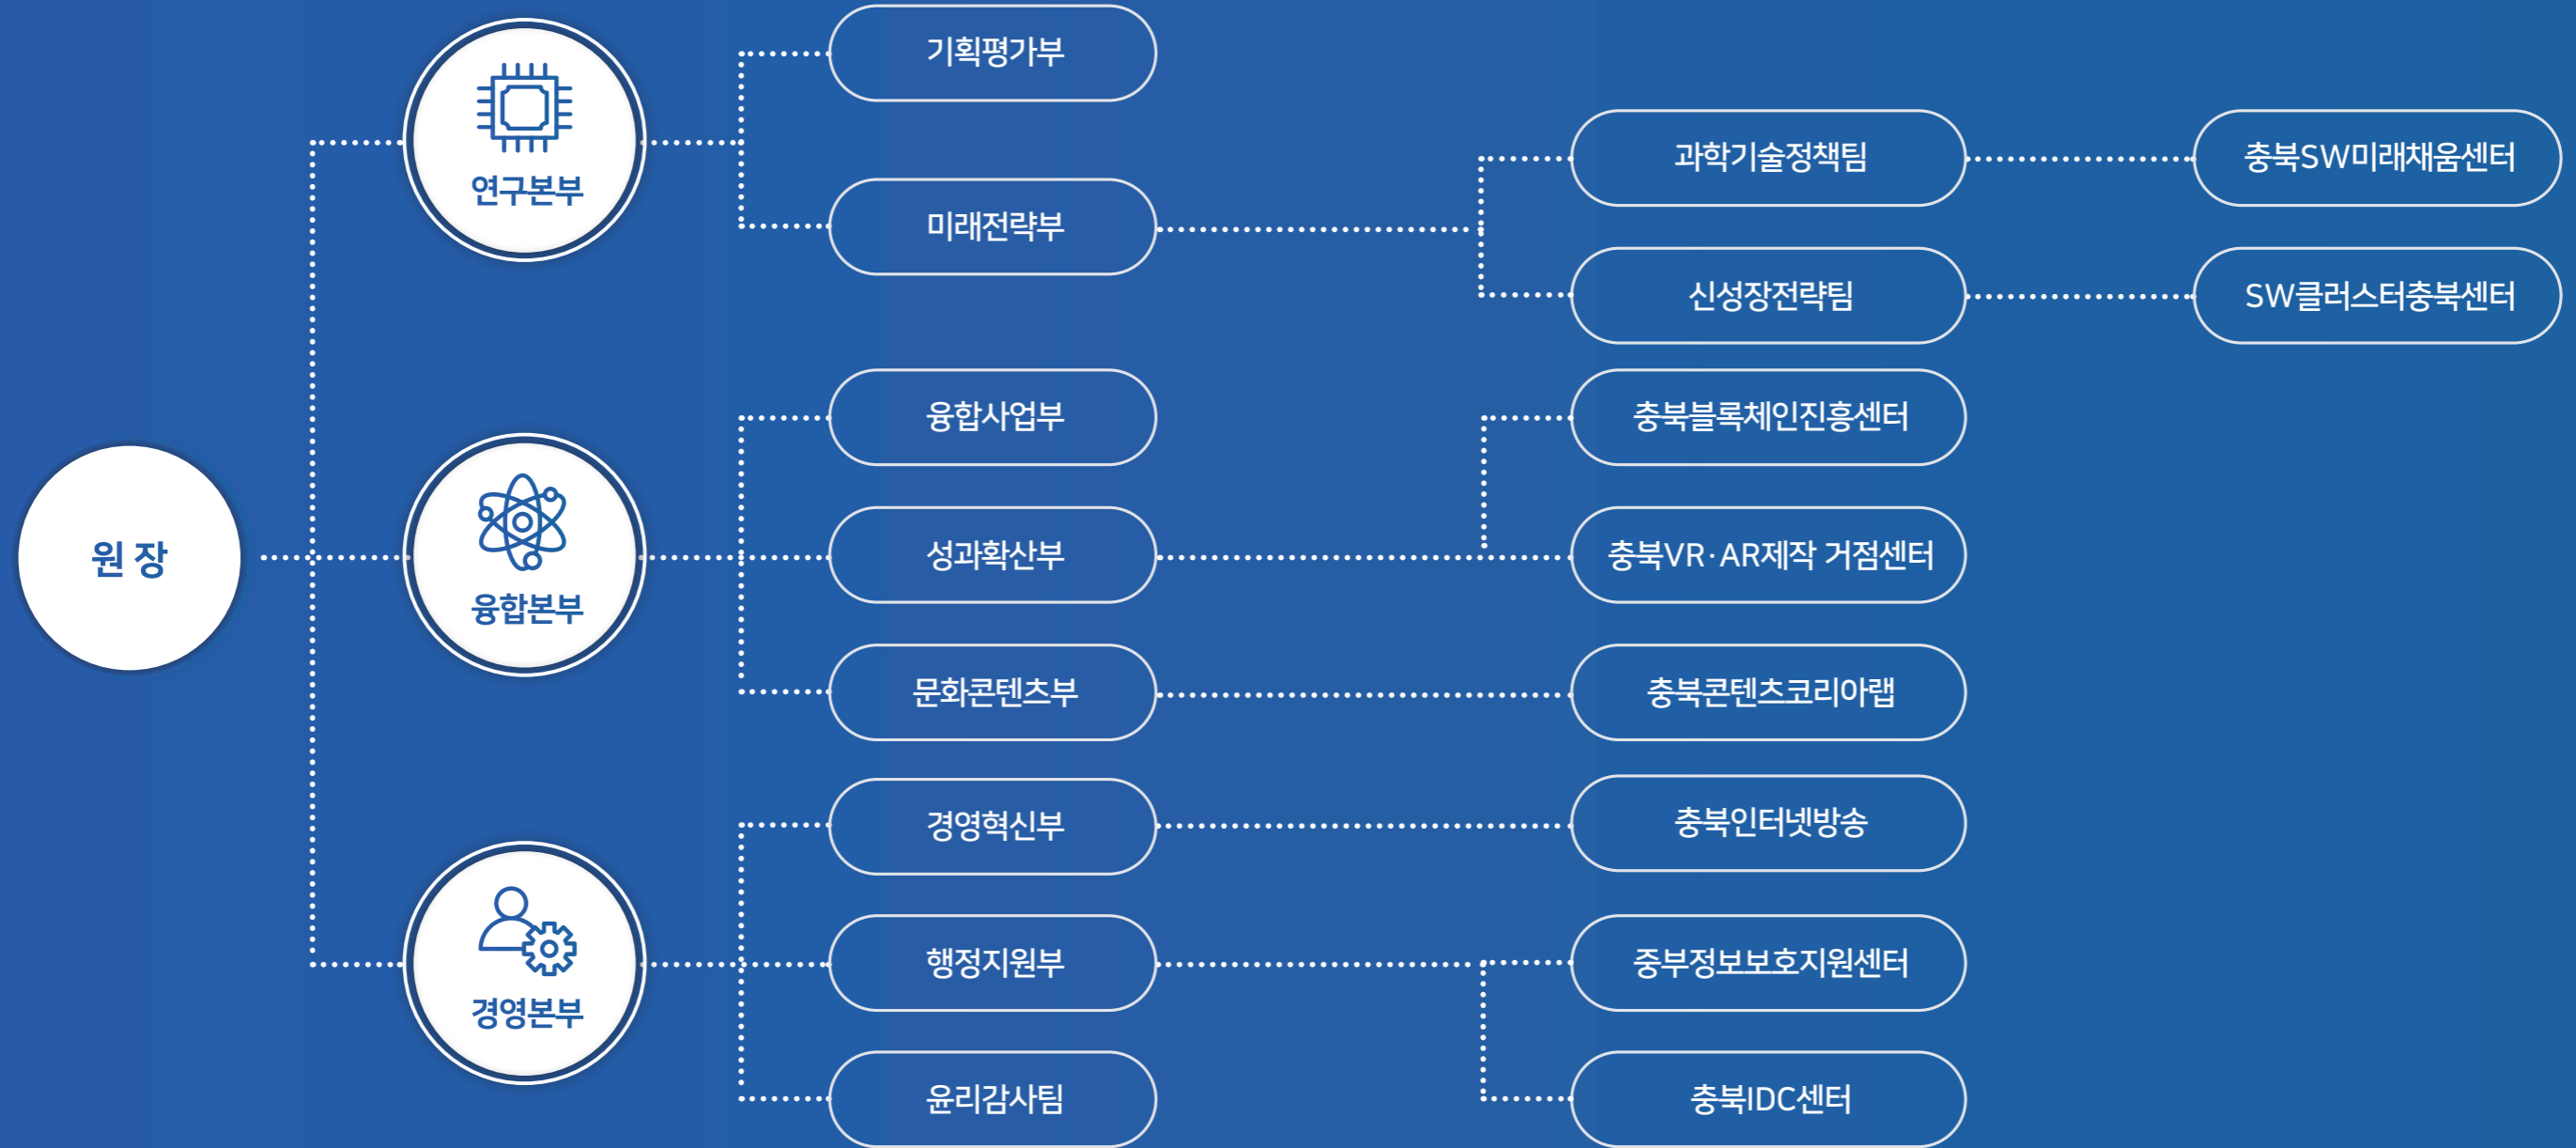 원 장
연구본부
기획평가부
미래전략부
과학기술정책팀
충북SW미래채움센터
신성장전략팀
SW클러스터충북센터
융합본부
융합사업부
성과확산부
충북블록체인진흥센터
충북VR·AR제작 거점센터
문화콘텐츠부
충북콘텐츠코리아랩
경영본부
경영혁신부
충북인터넷방송
행정지원부
중부정보보호지원센터
충북IDC센터
윤리감사팀